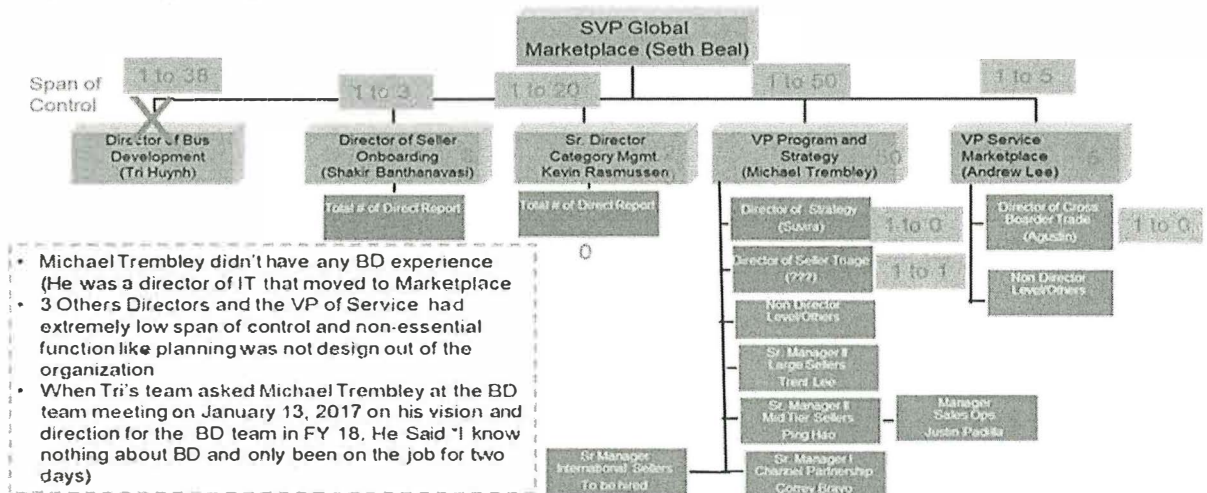 SVP Global
Marketplace (Seth Beal)
Span of
Control
1 to 38
1 to 3
1 to 20
1 to 50
1 to 5
Director of Bus
Development
(Tri Huynh)
Director of Seller
Onboarding
(Shakir Banthanavasi)
Sr. Director
Category Mgmt.
Kevin Rasmussen
VP Program and
Strategy
(Michael Trembley)
50
VP Service
Marketplace
(Andrew Lee)
5
Total # of Direct Report
Total # of Direct Report
0
Director of Strategy
(Suvira)
1 to 0
Director of Seller Triage
(???)
1 to 1
Non Director
Level/Others
Sr. Manager II
Large Sellers
Trent Lee
Sr. Manager II
Mid Tier Sellers
Ping Hao
Manager
Sales Ops
Justin Padilla
Sr Manager
International Sellers
To be hired
Sr. Manager I
Channel Partnership
Correy Bravo
Director of Cross
Boarder Trade
(Agustin)
1 to 0
Non Director
Level/Others
• Michael Trembley didn't have any BD experience
(He was a director of IT that moved to Marketplace
• 3 Others Directors and the VP of Service had
extremely low span of control and non-essential
function like planning was not design out of the
organization
• When Tri's team asked Michael Trembley at the BD
team meeting on January 13, 2017 on his vision and
direction for the BD team in FY 18, He Said "I know
nothing about BD and only been on the job for two
days)